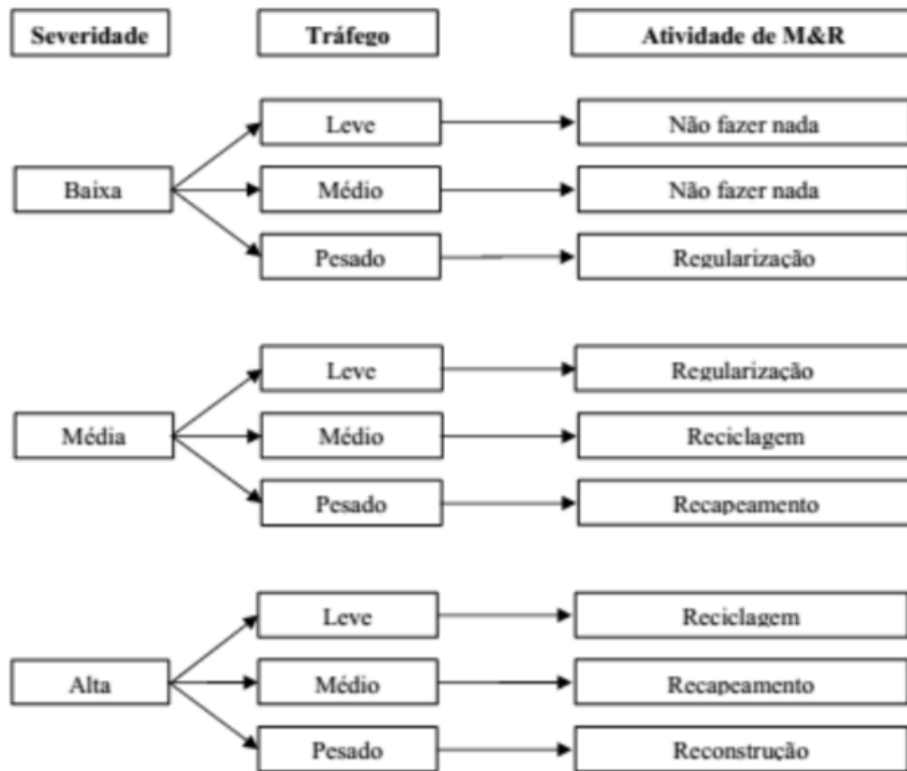 Severidade Tráfego Atividade de M&R
Leve Não fazer nada
Baixa Médio Não fazer nada
Pesado Regularização
Leve Regularização
Média Médio Reciclagem
Pesado Recapeamento
Leve Reciclagem
Alta Médio Recapeamento
Pesado Reconstrução